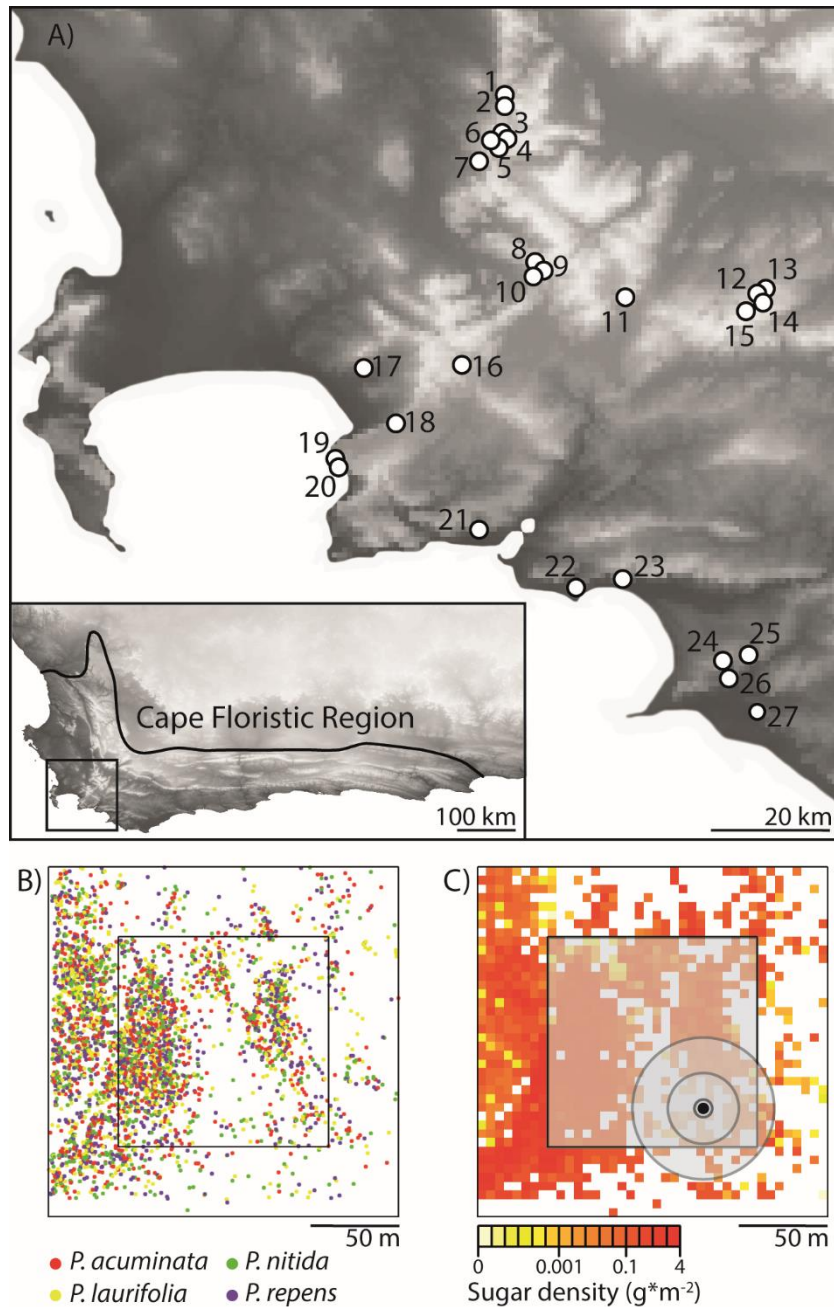 A)
1
2
3
6
4
7
5
8
9
10
11
12
13
15
14
17
16
18
19
20
21
22
23
24
25
26
27
Cape Floristic Region
100 km
20 km
B)
C)
50 m
50 m
P. acuminata
P. nitida
P. laurifolia
P. repens
0
0.001
0.1
4
Sugar density (g*m-2)